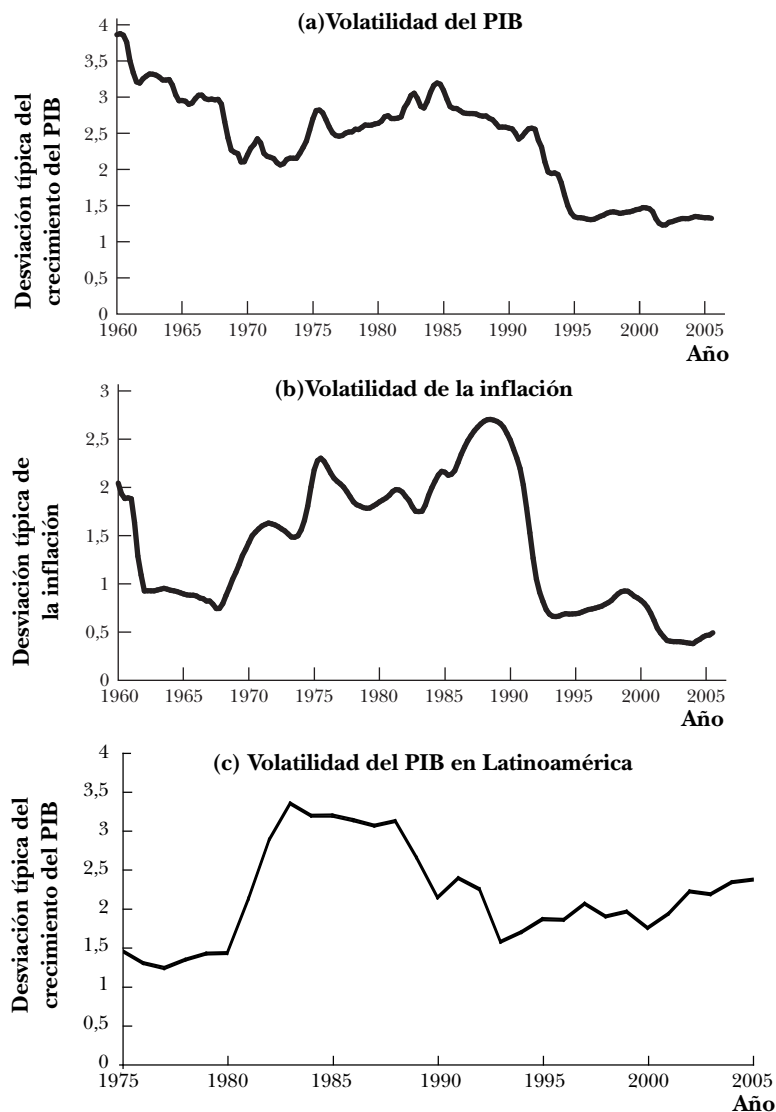 (a)Volatilidad del PIB
Desviación típica del
crecimiento del PIB
4
3,5
3
2,5
2
1,5
1
0,5
0
1960 1965 1970 1975 1980 1985 1990 1995 2000 2005
Año
(b)Volatilidad de la inflación
Desviación típica de
la inflación
3
2,5
2
1,5
1
0,5
0
1960 1965 1970 1975 1980 1985 1990 1995 2000 2005
Año
(c) Volatilidad del PIB en Latinoamérica
Desviación típica del
crecimiento del PIB
4
3,5
3
2,5
2
1,5
1
0,5
0
1975 1980 1985 1990 1995 2000 2005
Año